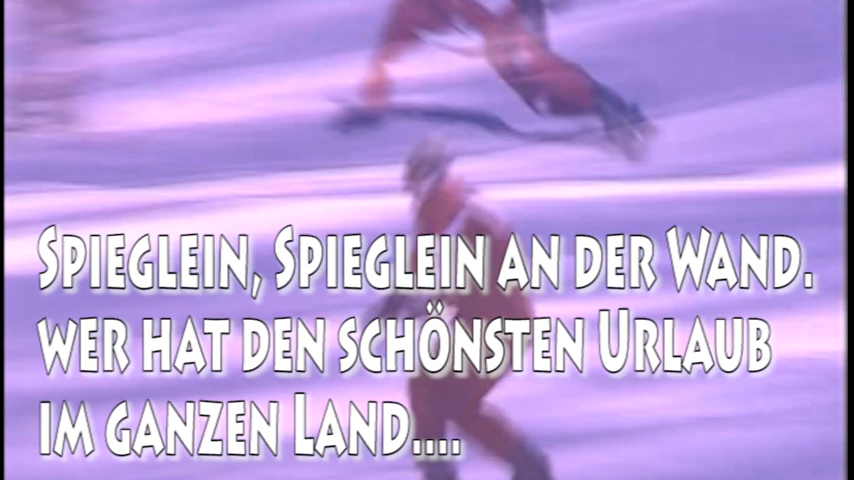 Spieglein, Spieglein an der Wand.
wer hat den schönsten Urlaub
im ganzen Land....